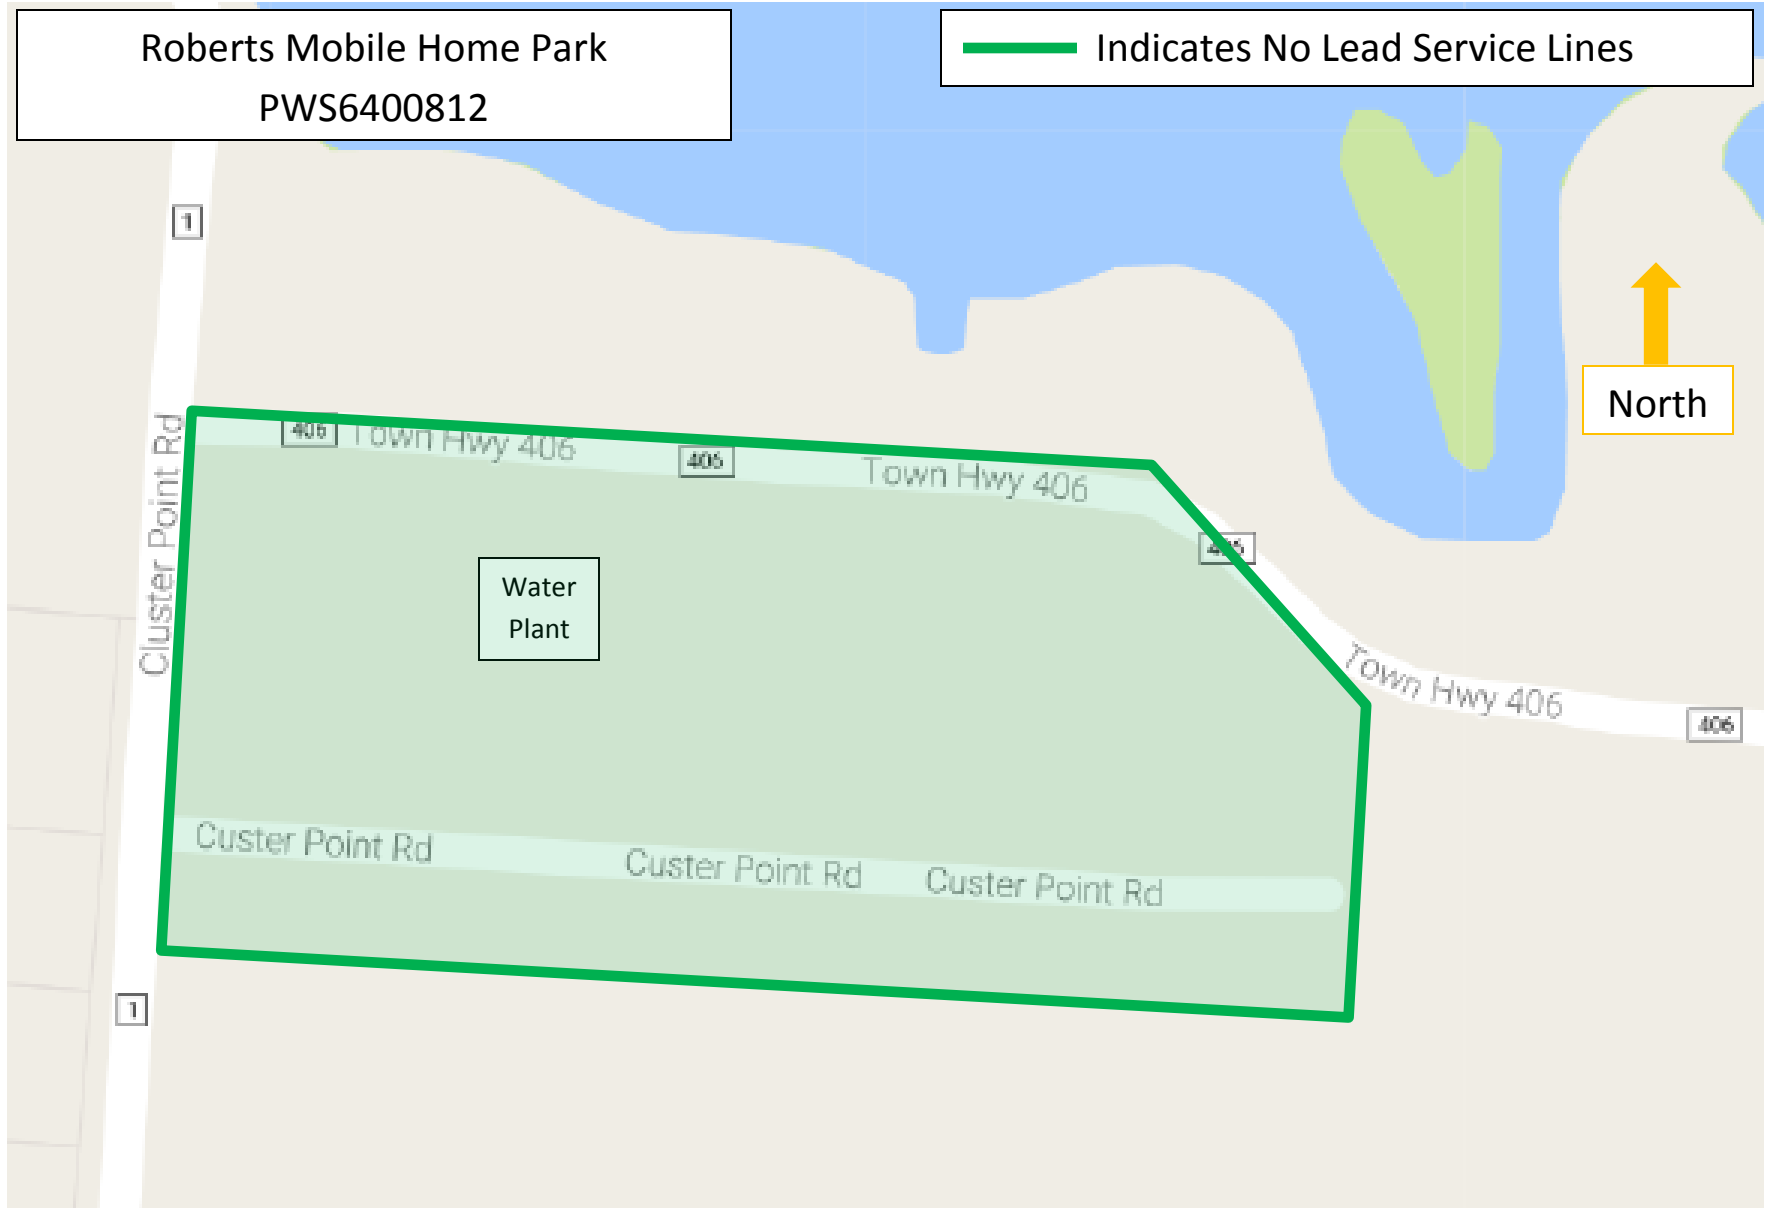 Roberts Mobile Home Park
PWS6400812
Indicates No Lead Service Lines
1
North
Cluster Point Rd
406
Town Hwy 406
406
Town Hwy 406
406
Water
Plant
Town Hwy 406
406
Custer Point Rd
Custer Point Rd
Custer Point Rd
1